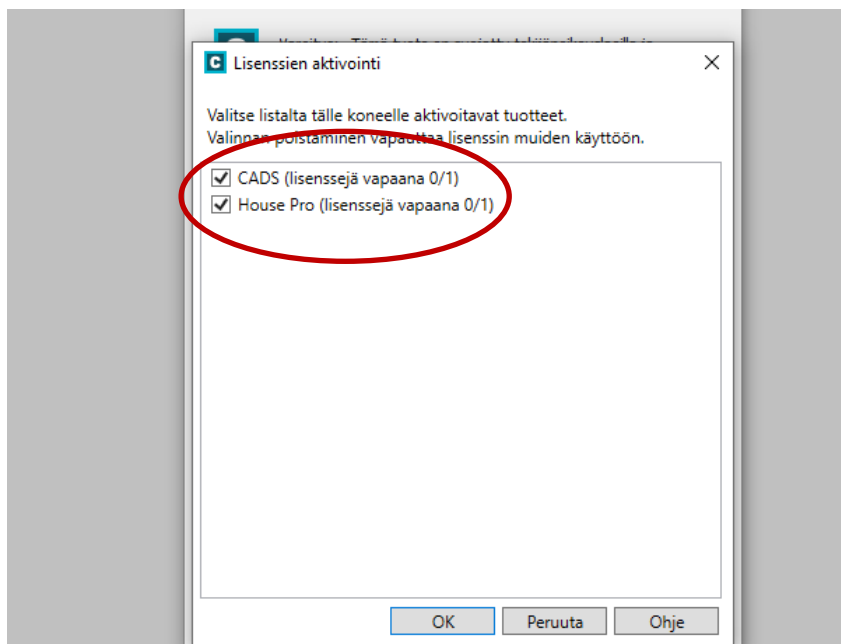 Lisenssien aktivointi
Valitse listalta tälle koneelle aktivoitavat tuotteet.
Valinnan poistaminen vapauttaa lisenssin muiden käyttöön.
CADS (lisenssejä vapaana 0/1)
House Pro (lisenssejä vapaana 0/1)
OK Peruuta Ohje